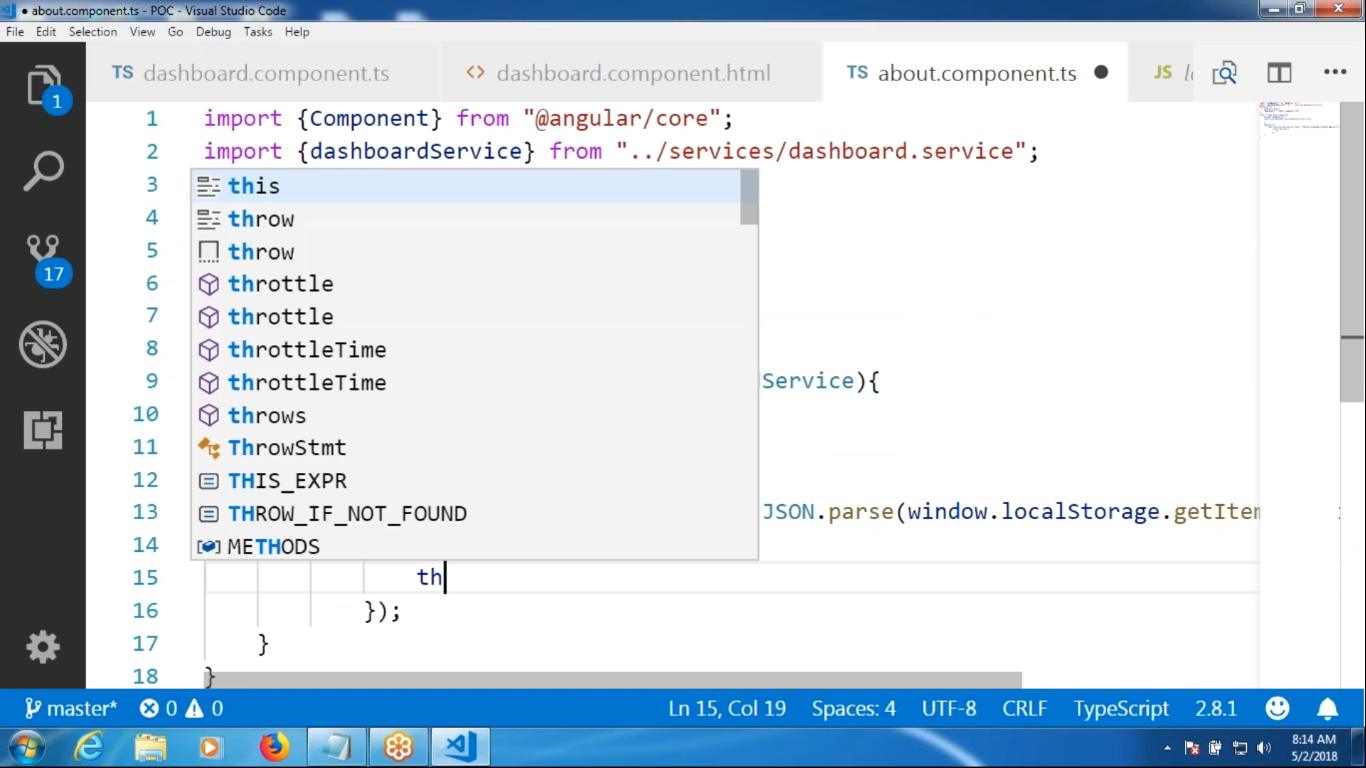 about.component.ts - POC - Visual Studio Code
File Edit Selection View Go Debug Tasks Help
TS dashboard.component.ts <> dashboard.component.html TS about.component.ts JS
1
1 import {Component} from "@angular/core";
2 import {dashboardService} from "../services/dashboard.service";
3
this
4
throw
5
throw
6
throttle
7
throttle
8
throttleTime
9 Service){
throttleTime
10
throws
11
ThrowStmt
12
THIS_EXPR
13 JSON.parse(window.localStorage.getItem
THROW_IF_NOT_FOUND
14
METHODS
15 th
16 });
17 }
18 }
17
master* 0 0 Ln 15, Col 19 Spaces: 4 UTF-8 CRLF TypeScript 2.8.1
8:14 AM
5/2/2018